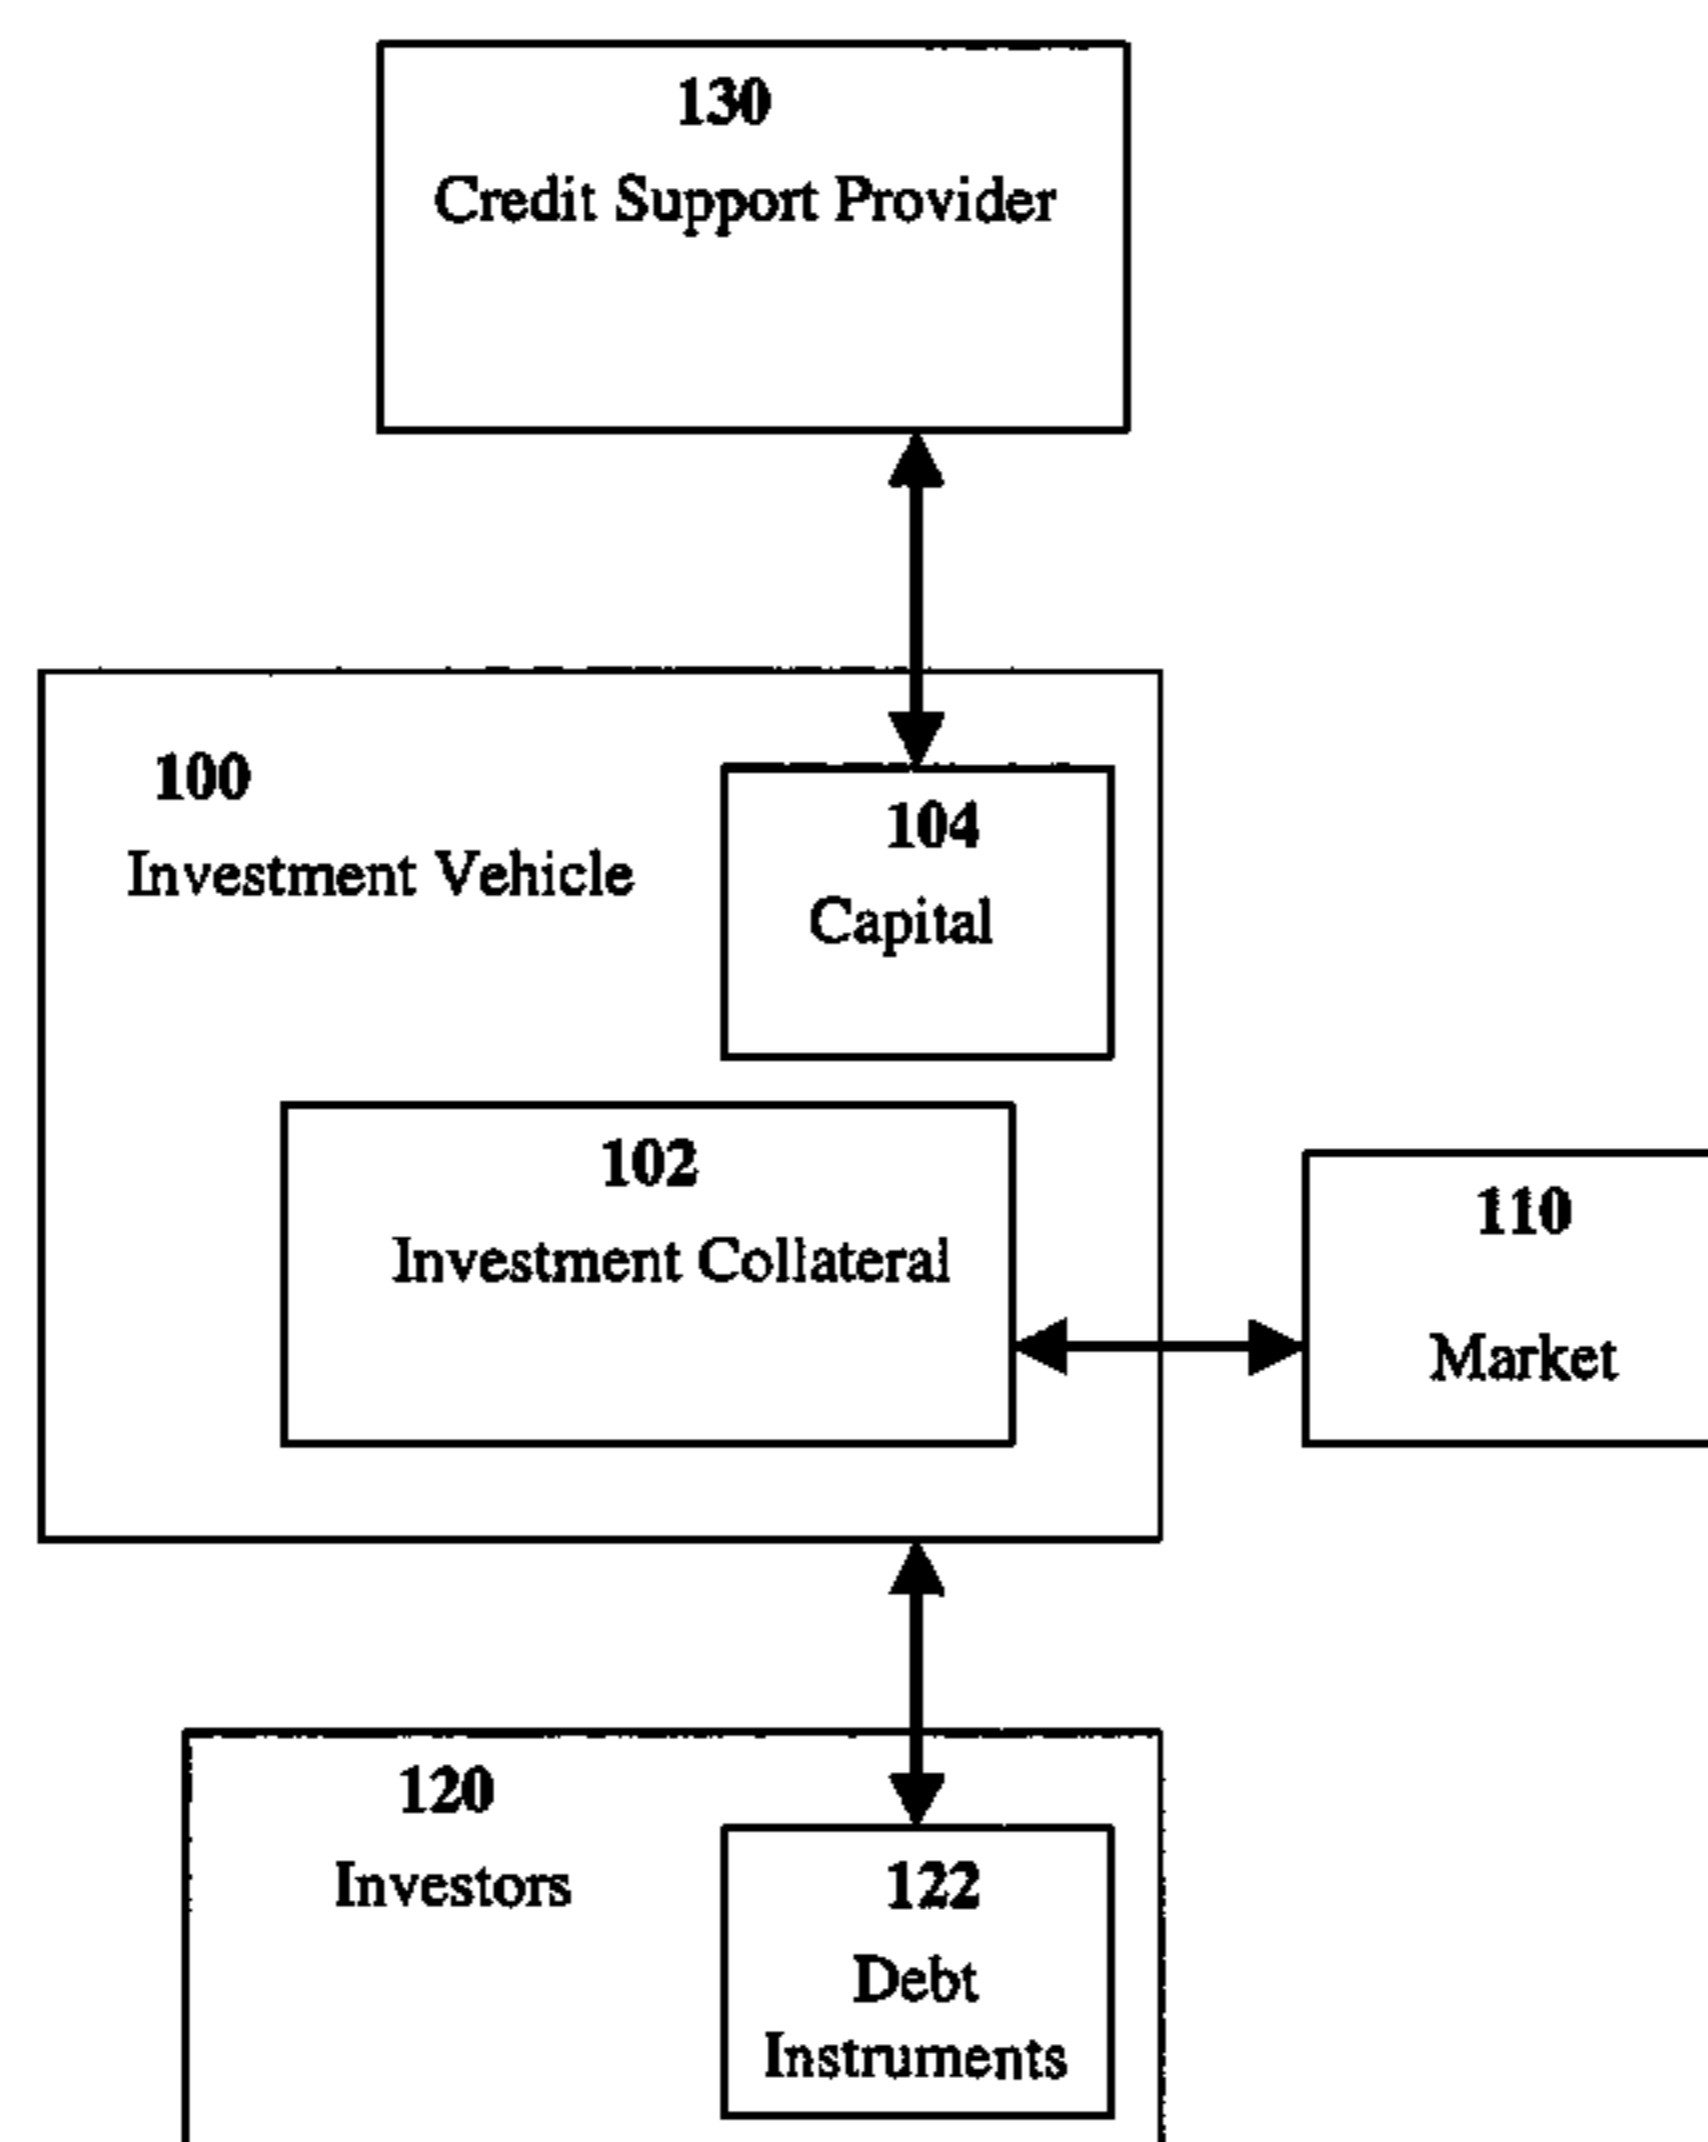 130
Credit Support Provider
100
Investment Vehicle
104
Capital
102
Investment Collateral
110
Market
120
Investors
122
Debt
Instruments